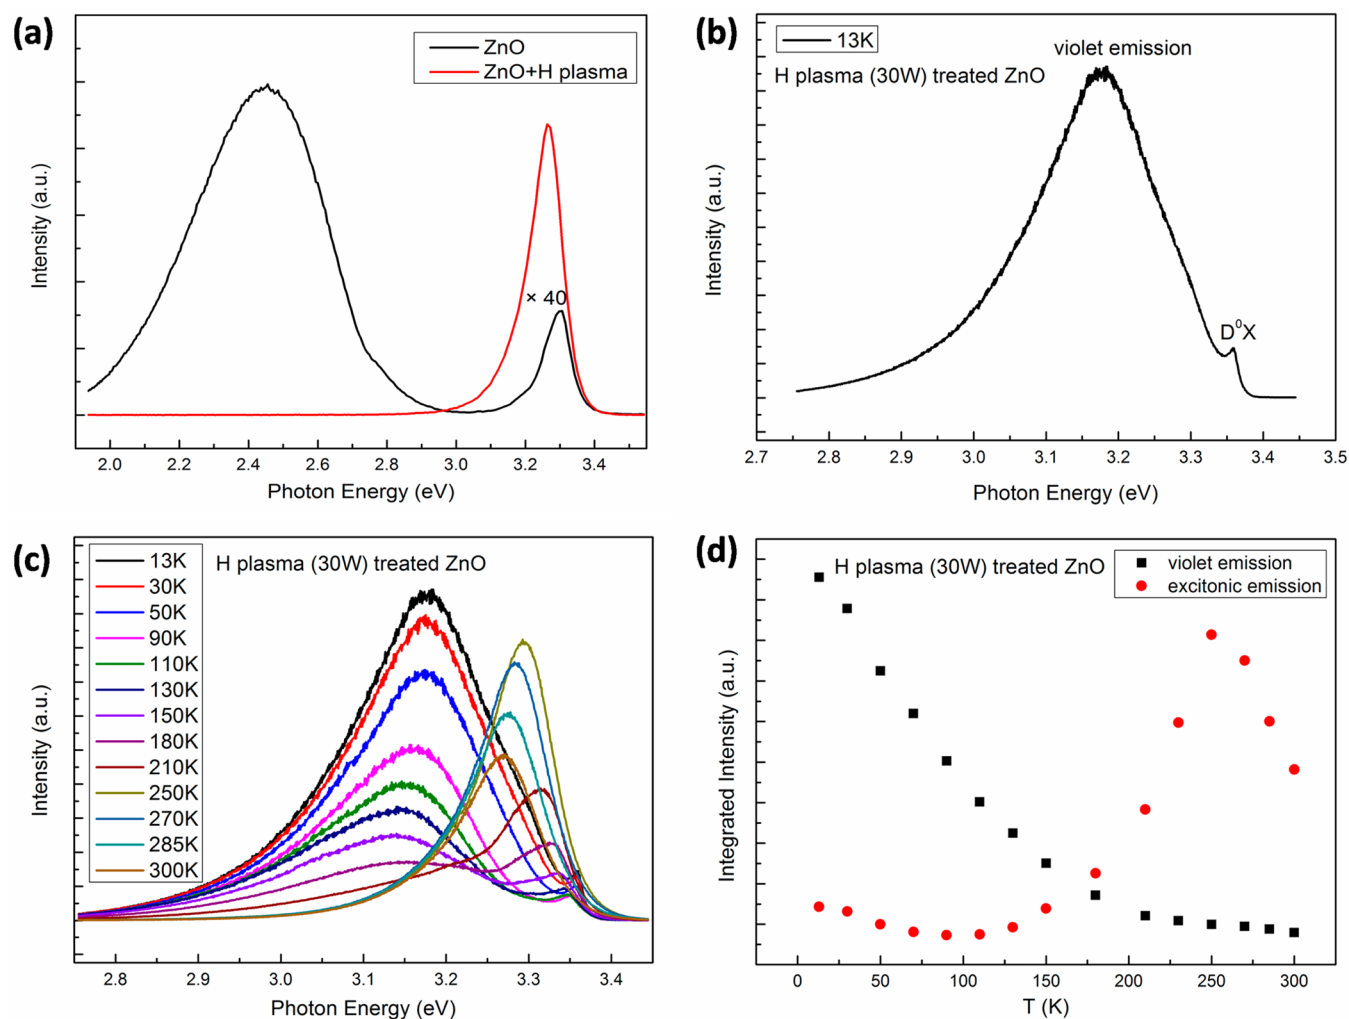 (a)
ZnO
ZnO+H plasma
× 40
Intensity (a.u.)
2.0 2.2 2.4 2.6 2.8 3.0 3.2 3.4
Photon Energy (eV)
(b)
13K
violet emission
H plasma (30W) treated ZnO
D⁰X
Intensity (a.u.)
2.7 2.8 2.9 3.0 3.1 3.2 3.3 3.4 3.5
Photon Energy (eV)
(c)
H plasma (30W) treated ZnO
13K
30K
50K
90K
110K
130K
150K
180K
210K
250K
270K
285K
300K
Intensity (a.u.)
2.8 2.9 3.0 3.1 3.2 3.3 3.4
Photon Energy (eV)
(d)
H plasma (30W) treated ZnO
violet emission
excitonic emission
Integrated Intensity (a.u.)
0 50 100 150 200 250 300
T (K)